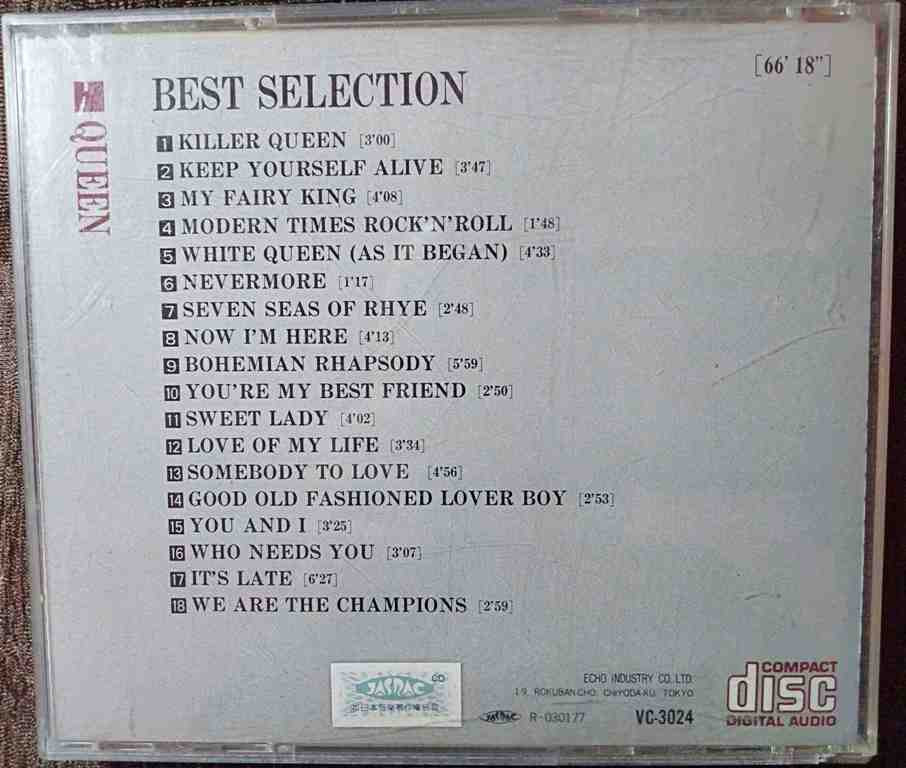 [66' 18"]
BEST SELECTION
QUEEN
1 KILLER QUEEN [3'00]
2 KEEP YOURSELF ALIVE [3'47]
3 MY FAIRY KING [4'08]
4 MODERN TIMES ROCK'N'ROLL [1'48]
5 WHITE QUEEN (AS IT BEGAN) [4'33]
6 NEVERMORE [1'17]
7 SEVEN SEAS OF RHYE [2'48]
8 NOW I'M HERE [4'13]
9 BOHEMIAN RHAPSODY [5'59]
10 YOU'RE MY BEST FRIEND [2'50]
11 SWEET LADY [4'02]
12 LOVE OF MY LIFE [3'34]
13 SOMEBODY TO LOVE [4'56]
14 GOOD OLD FASHIONED LOVER BOY [2'53]
15 YOU AND I [3'25]
16 WHO NEEDS YOU [3'07]
17 IT'S LATE [6'27]
18 WE ARE THE CHAMPIONS [2'59]
JASRAC CD
ECHO INDUSTRY CO. LTD.
1 9, ROKUBANCHO, CHIYODA-KU, TOKYO
JASRAC R-030177 VC-3024
COMPACT
disc
DIGITAL AUDIO